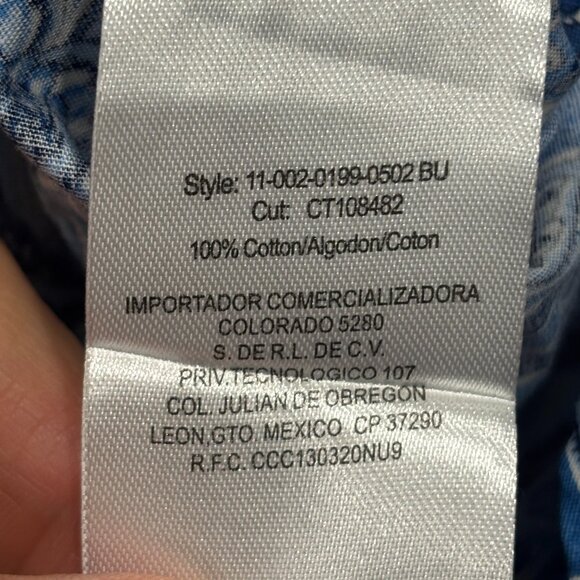 Style: 11-002-0199-0502 BU
Cut: CT108482
100% Cotton/Algodon/Coton
IMPORTADOR COMERCIALIZADORA
COLORADO 5280
S. DE R.L. DE C.V.
PRIV.TECNOLOGICO 107
COL. JULIAN DE OBREGON
LEON,GTO. MEXICO CP 37290
R.F.C. CCC130320NU9